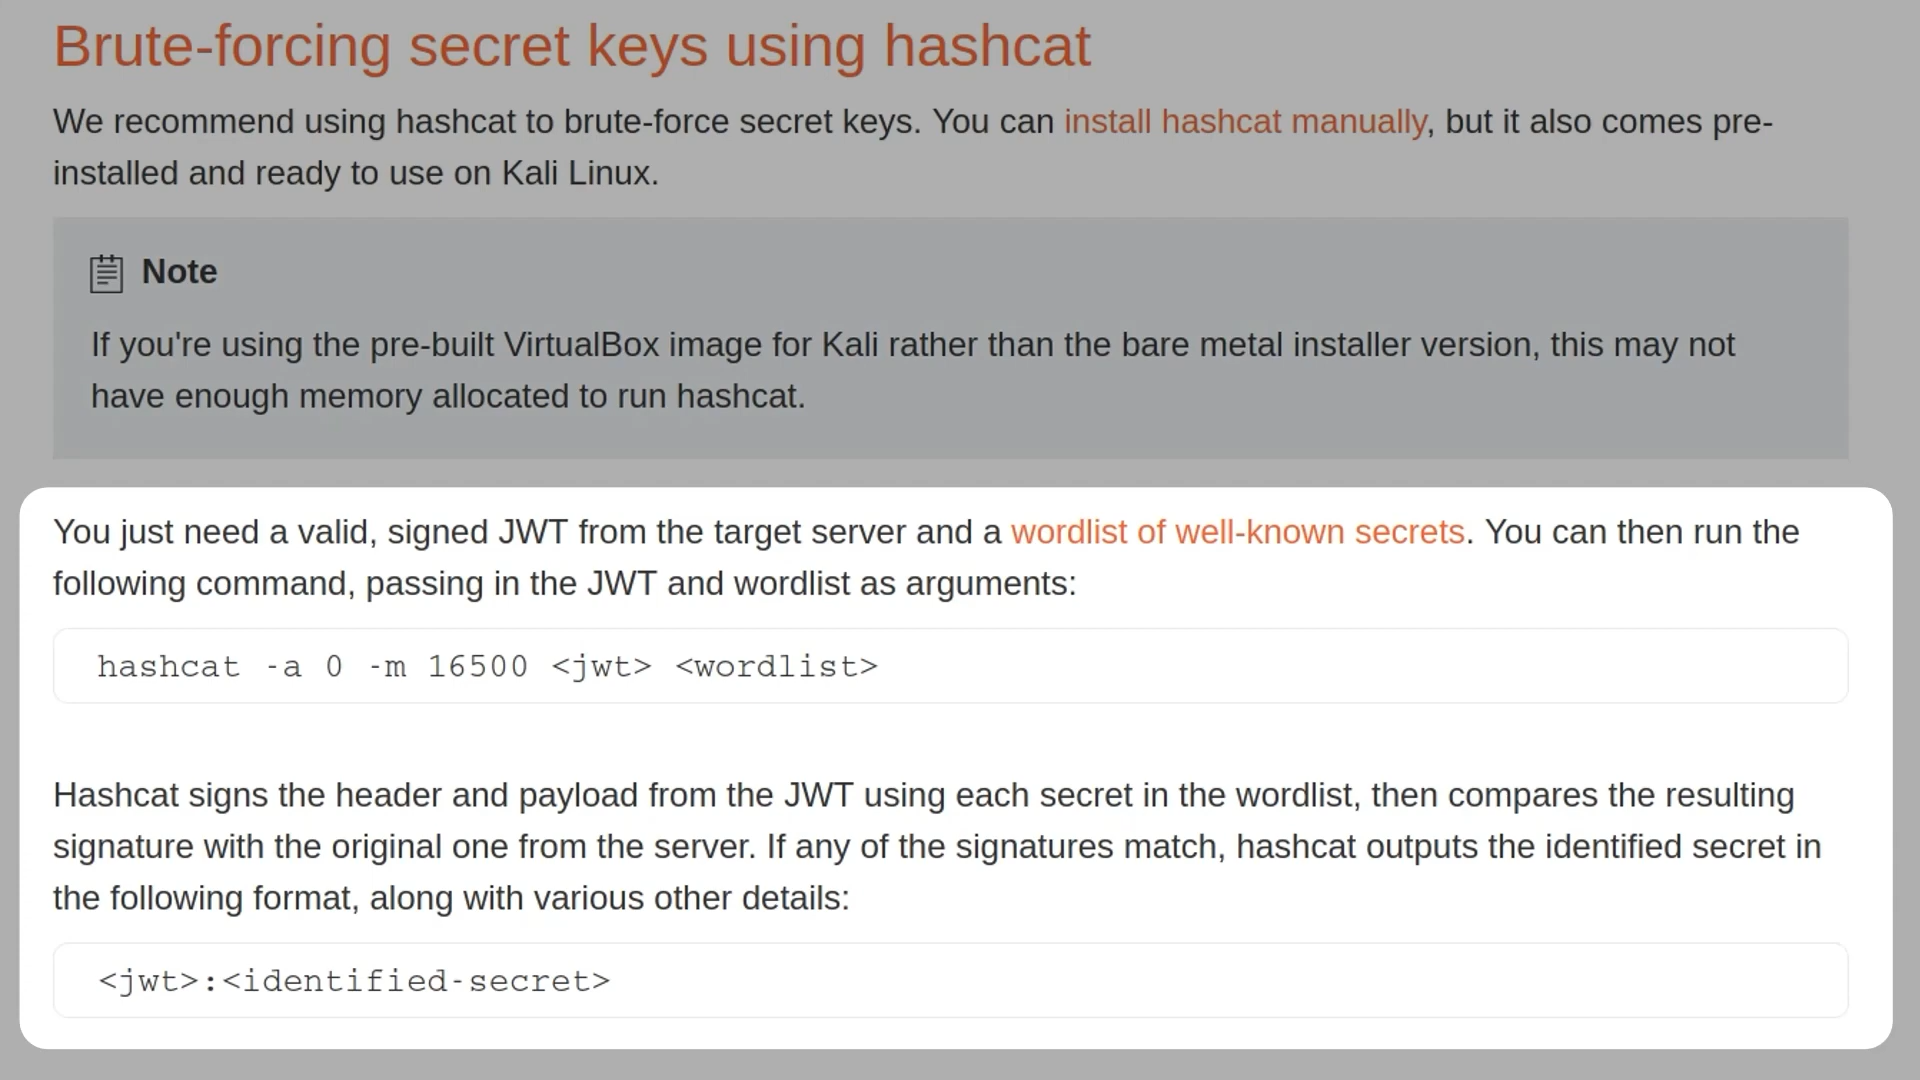 Brute-forcing secret keys using hashcat
We recommend using hashcat to brute-force secret keys. You can install hashcat manually, but it also comes pre-
installed and ready to use on Kali Linux.
Note
If you're using the pre-built VirtualBox image for Kali rather than the bare metal installer version, this may not
have enough memory allocated to run hashcat.
You just need a valid, signed JWT from the target server and a wordlist of well-known secrets. You can then run the
following command, passing in the JWT and wordlist as arguments:
hashcat -a 0 -m 16500 <jwt> <wordlist>
Hashcat signs the header and payload from the JWT using each secret in the wordlist, then compares the resulting
signature with the original one from the server. If any of the signatures match, hashcat outputs the identified secret in
the following format, along with various other details:
<jwt>:<identified-secret>